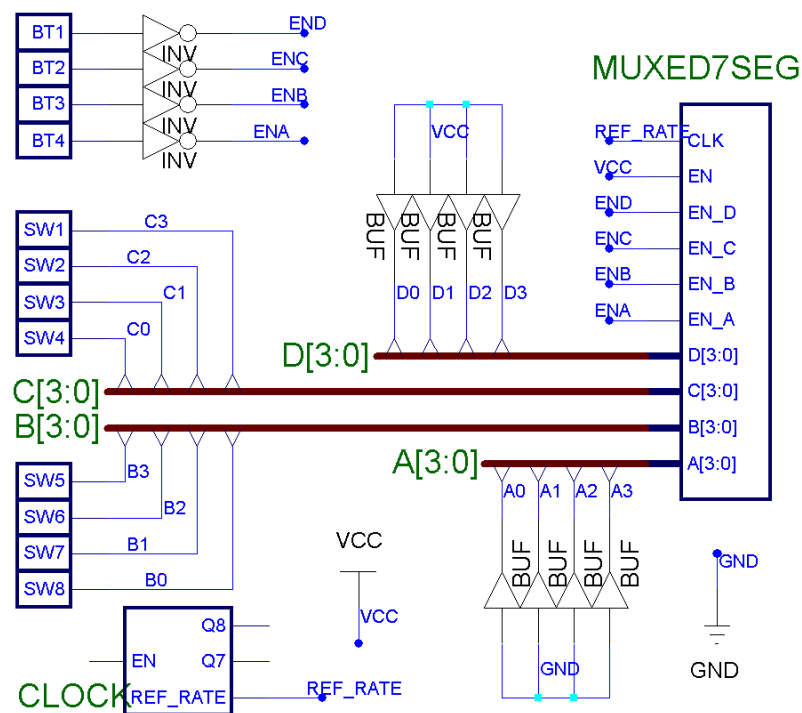 BT1
INV
END
BT2
INV
ENC
BT3
INV
ENB
BT4
INV
ENA
MUXED7SEG
VCC
REF_RATE
CLK
VCC
EN
END
EN_D
ENC
EN_C
ENB
EN_B
ENA
EN_A
D[3:0]
C[3:0]
B[3:0]
A[3:0]
BUF
BUF
BUF
BUF
D0
D1
D2
D3
SW1
C3
SW2
C2
SW3
C1
SW4
C0
D[3:0]
C[3:0]
B[3:0]
A[3:0]
SW5
B3
SW6
B2
SW7
B1
SW8
B0
A0
A1
A2
A3
BUF
BUF
BUF
BUF
GND
VCC
VCC
GND
GND
Q8
EN
Q7
CLOCK
REF_RATE
REF_RATE